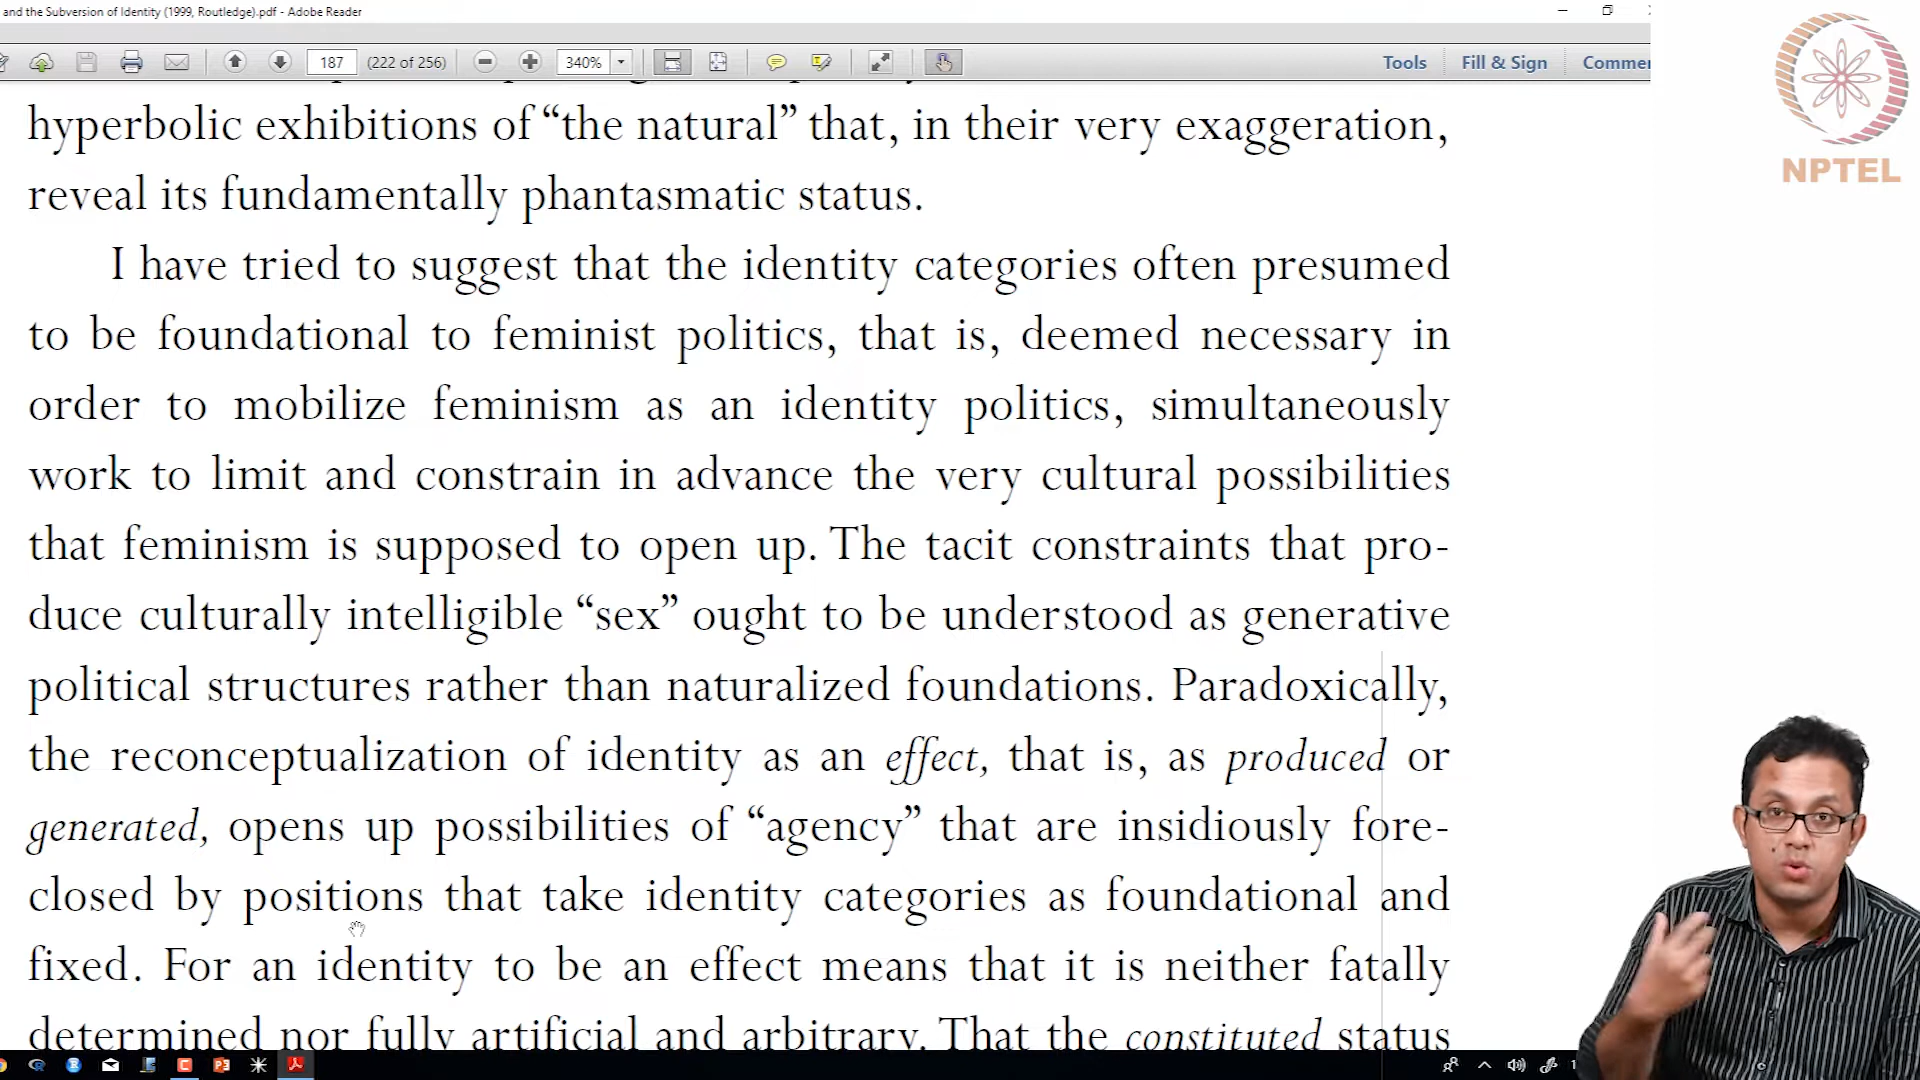 and the Subversion of Identity (1999, Routledge).pdf - Adobe Reader
187 (222 of 256) 340% Tools Fill & Sign Commen
NPTEL
hyperbolic exhibitions of “the natural” that, in their very exaggeration,
reveal its fundamentally phantasmatic status.
I have tried to suggest that the identity categories often presumed
to be foundational to feminist politics, that is, deemed necessary in
order to mobilize feminism as an identity politics, simultaneously
work to limit and constrain in advance the very cultural possibilities
that feminism is supposed to open up. The tacit constraints that pro-
duce culturally intelligible “sex” ought to be understood as generative
political structures rather than naturalized foundations. Paradoxically,
the reconceptualization of identity as an effect, that is, as produced or
generated, opens up possibilities of “agency” that are insidiously fore-
closed by positions that take identity categories as foundational and
fixed. For an identity to be an effect means that it is neither fatally
determined nor fully artificial and arbitrary. That the constituted status